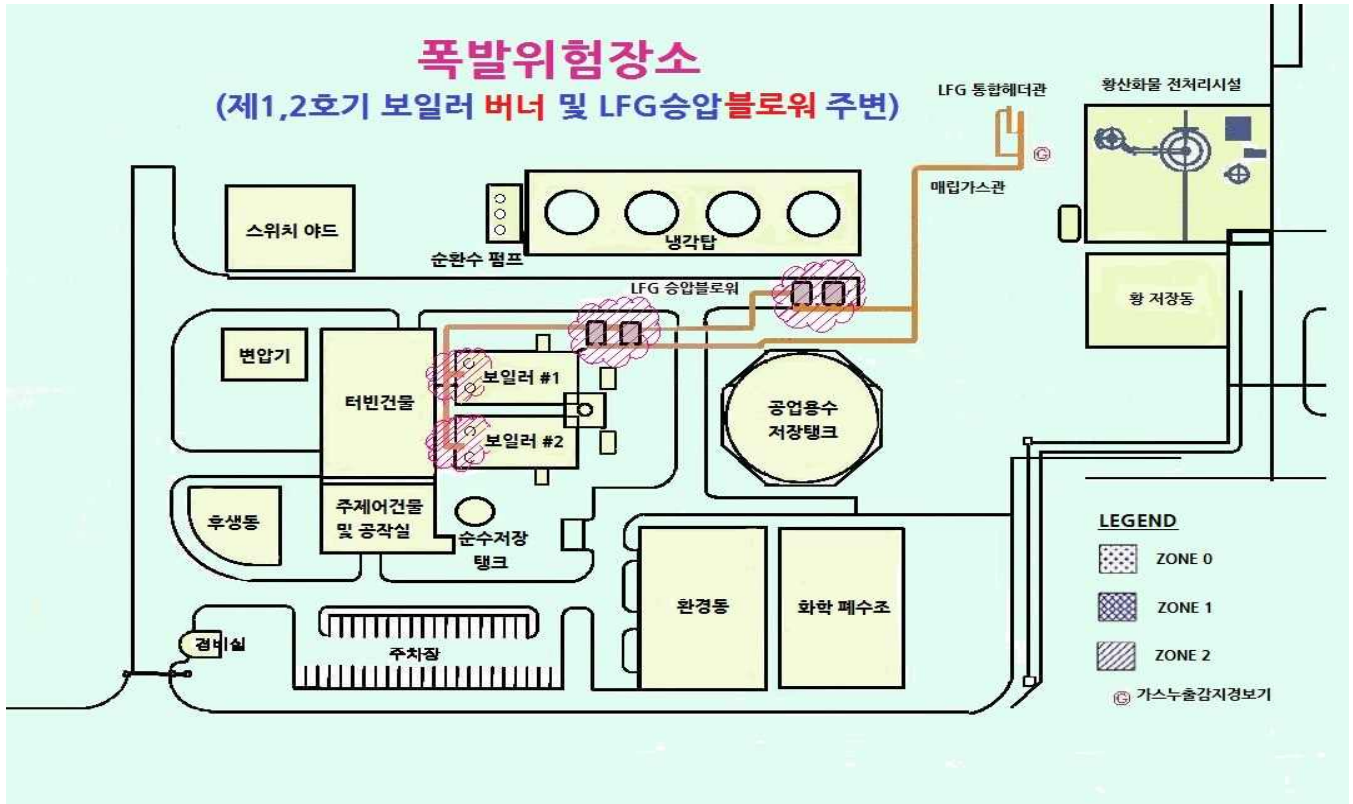 폭발위험장소
(제1,2호기 보일러 버너 및 LFG승압블로워 주변)
LFG 통합헤더관
황산화물 전처리시설
G
매립가스관
스위치 야드
순환수 펌프
냉각탑
LFG 승압블로워
황 저장동
변압기
터빈건물
보일러 #1
보일러 #2
공업용수
저장탱크
후생동
주제어건물
및 공작실
순수저장
탱크
환경동
화학 폐수조
경비실
주차장
LEGEND
ZONE 0
ZONE 1
ZONE 2
G 가스누출감지경보기